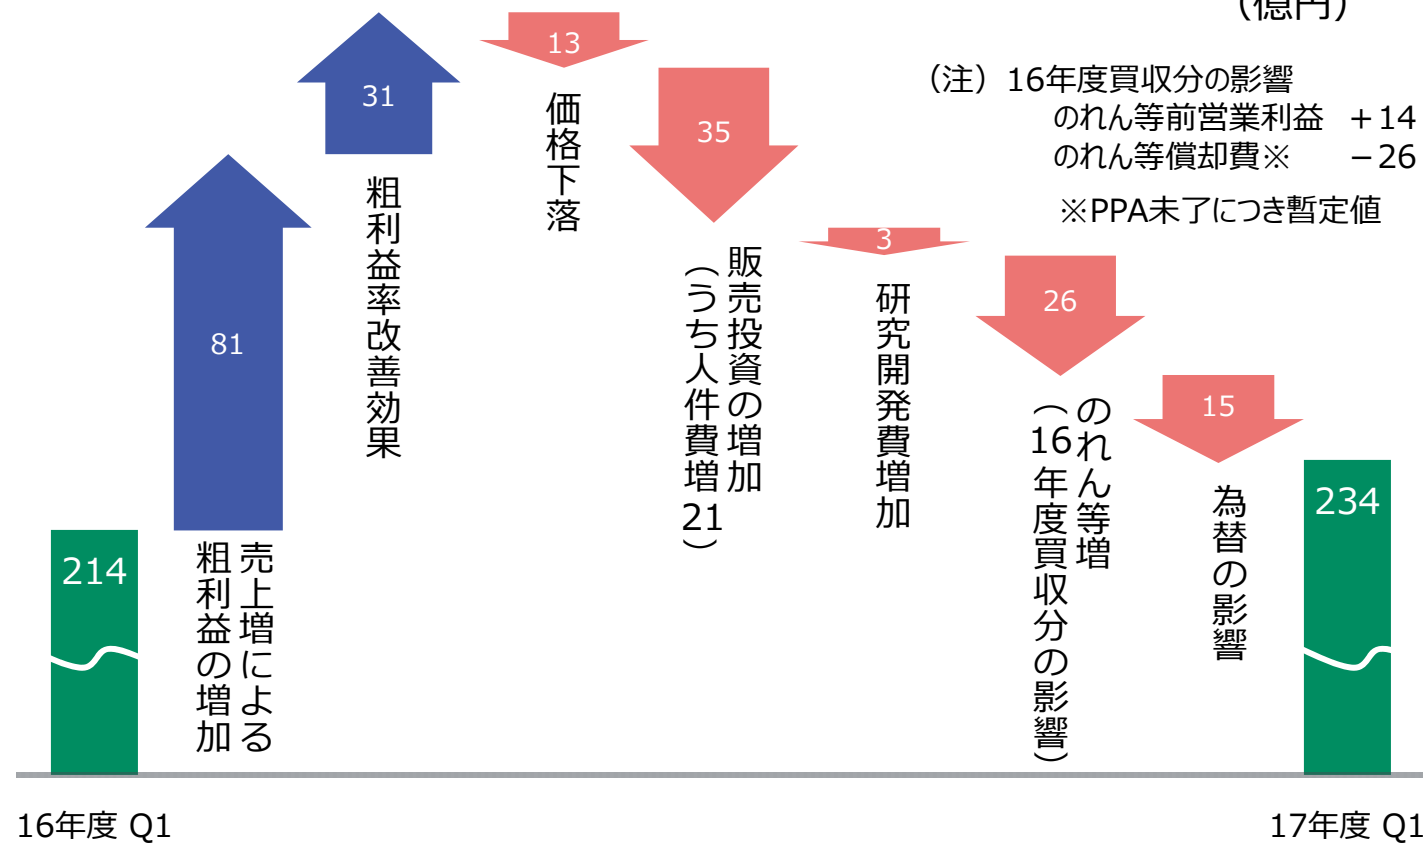 （億円）
（注）16年度買収分の影響
のれん等前営業利益　＋14
のれん等償却費※　－26
※PPA未了につき暫定値
214
81
売上増による
粗利益の増加
31
粗利益率改善効果
13
価格下落
35
販売投資の増加
（うち人件費増21）
3
研究開発費増加
26
のれん等増
（16年度買収分の影響）
15
為替の影響
234
16年度 Q1
17年度 Q1